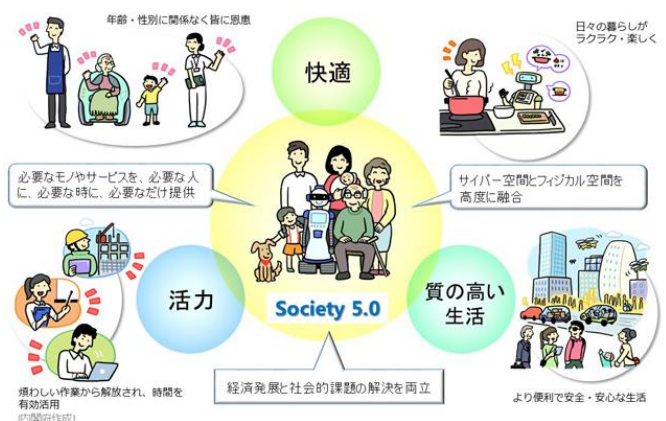 年齢・性別に関係なく皆に恩恵
快適
日々の暮らしが
ラクラク・楽しく
必要なモノやサービスを、必要な人
に、必要な時に、必要なだけ提供
サイバー空間とフィジカル空間を
高度に融合
活力
Society 5.0
質の高い
生活
経済発展と社会的課題の解決を両立
煩わしい作業から解放され、時間を
有効活用
[内閣府作成]
より便利で安全・安心な生活